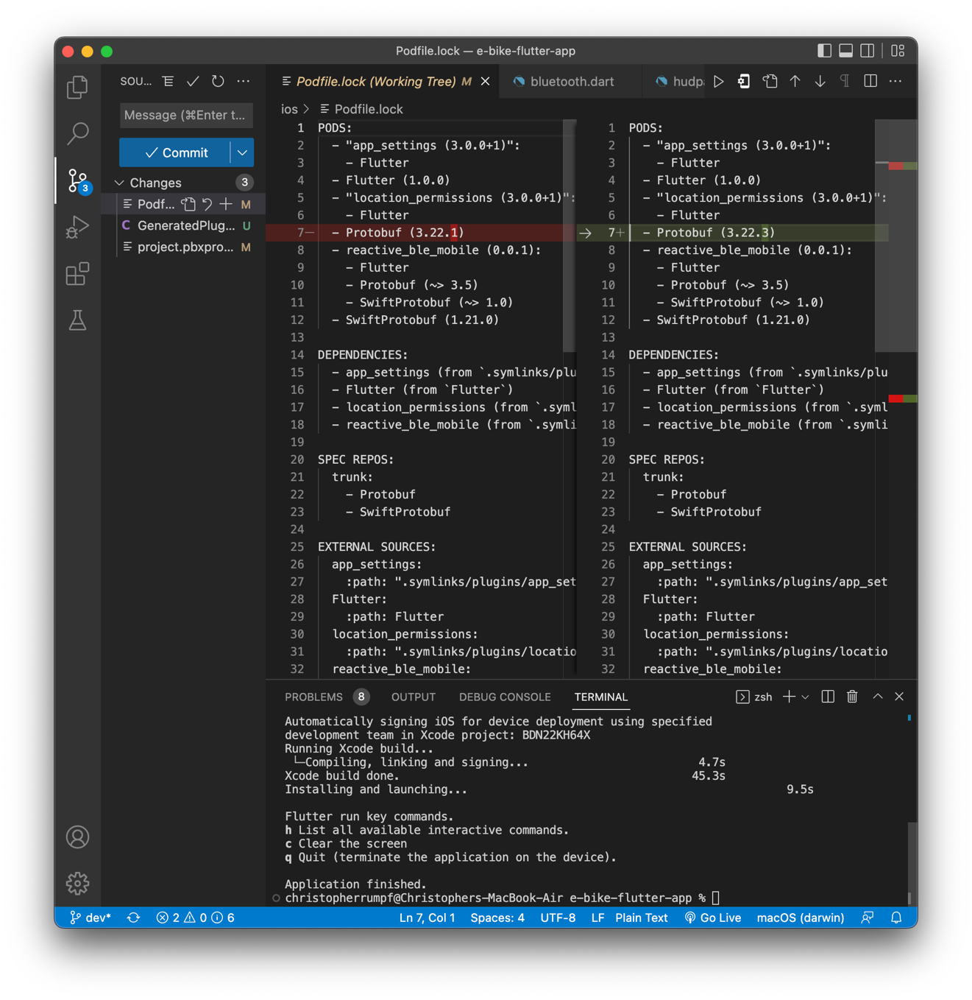 Podfile.lock — e-bike-flutter-app
SOU...
Podfile.lock (Working Tree) M
bluetooth.dart
hudp
ios > Podfile.lock
Message (⌘Enter t...
Commit
Changes 3
3
Podf... M
GeneratedPlug... U
project.pbxpro... M
1 PODS:
2 - "app_settings (3.0.0+1)":
3 - Flutter
4 - Flutter (1.0.0)
5 - "location_permissions (3.0.0+1)":
6 - Flutter
7— - Protobuf (3.22.1)
8 - reactive_ble_mobile (0.0.1):
9 - Flutter
10 - Protobuf (~> 3.5)
11 - SwiftProtobuf (~> 1.0)
12 - SwiftProtobuf (1.21.0)
13
14 DEPENDENCIES:
15 - app_settings (from `.symlinks/plu
16 - Flutter (from `Flutter`)
17 - location_permissions (from `.syml
18 - reactive_ble_mobile (from `.symli
19
20 SPEC REPOS:
21 trunk:
22 - Protobuf
23 - SwiftProtobuf
24
25 EXTERNAL SOURCES:
26 app_settings:
27 :path: ".symlinks/plugins/app_set
28 Flutter:
29 :path: Flutter
30 location_permissions:
31 :path: ".symlinks/plugins/locatio
32 reactive_ble_mobile:
1 PODS:
2 - "app_settings (3.0.0+1)":
3 - Flutter
4 - Flutter (1.0.0)
5 - "location_permissions (3.0.0+1)":
6 - Flutter
7+ - Protobuf (3.22.3)
8 - reactive_ble_mobile (0.0.1):
9 - Flutter
10 - Protobuf (~> 3.5)
11 - SwiftProtobuf (~> 1.0)
12 - SwiftProtobuf (1.21.0)
13
14 DEPENDENCIES:
15 - app_settings (from `.symlinks/plu
16 - Flutter (from `Flutter`)
17 - location_permissions (from `.syml
18 - reactive_ble_mobile (from `.symli
19
20 SPEC REPOS:
21 trunk:
22 - Protobuf
23 - SwiftProtobuf
24
25 EXTERNAL SOURCES:
26 app_settings:
27 :path: ".symlinks/plugins/app_set
28 Flutter:
29 :path: Flutter
30 location_permissions:
31 :path: ".symlinks/plugins/locatio
32 reactive_ble_mobile:
PROBLEMS 8 OUTPUT DEBUG CONSOLE TERMINAL zsh
Automatically signing iOS for device deployment using specified
development team in Xcode project: BDN22KH64X
Running Xcode build...
└─Compiling, linking and signing... 4.7s
Xcode build done. 45.3s
Installing and launching... 9.5s
Flutter run key commands.
h List all available interactive commands.
c Clear the screen
q Quit (terminate the application on the device).
Application finished.
christopherrumpf@Christophers-MacBook-Air e-bike-flutter-app %
dev* 2 0 6 Ln 7, Col 1 Spaces: 4 UTF-8 LF Plain Text Go Live macOS (darwin)